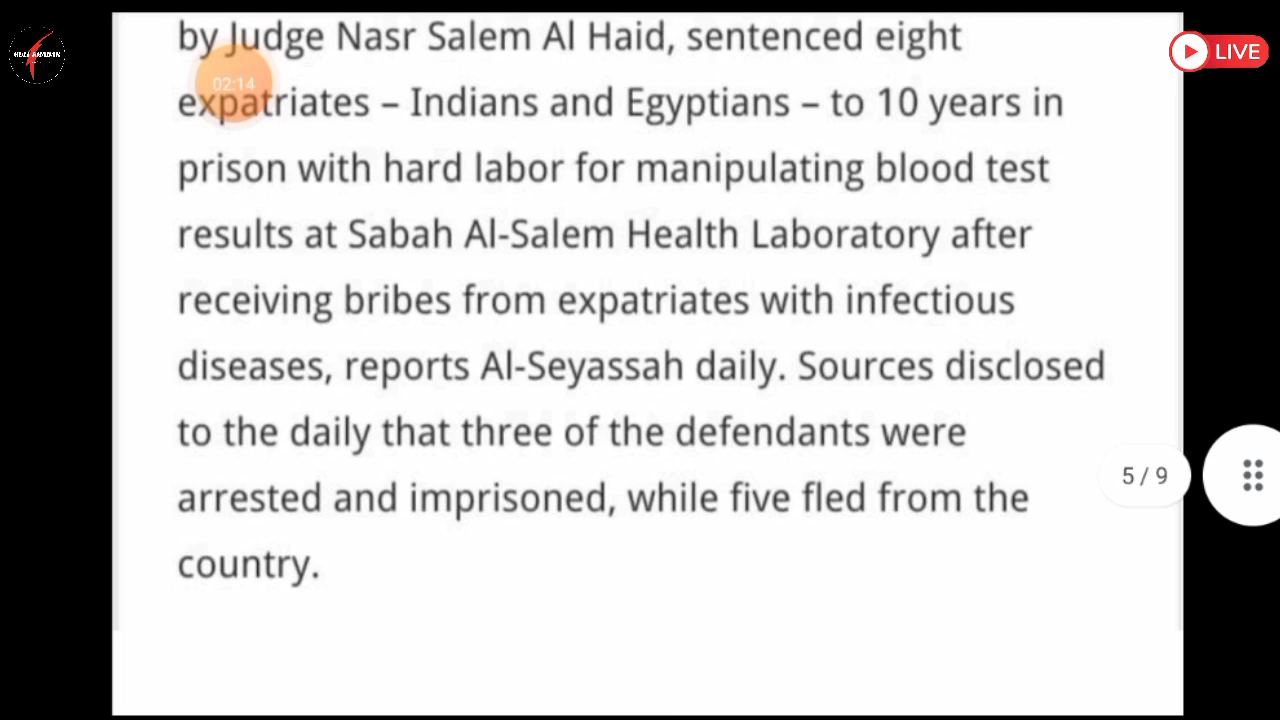 by Judge Nasr Salem Al Haid, sentenced eight
LIVE
02:14
expatriates – Indians and Egyptians – to 10 years in
prison with hard labor for manipulating blood test
results at Sabah Al-Salem Health Laboratory after
receiving bribes from expatriates with infectious
diseases, reports Al-Seyassah daily. Sources disclosed
to the daily that three of the defendants were
5 / 9
arrested and imprisoned, while five fled from the
country.